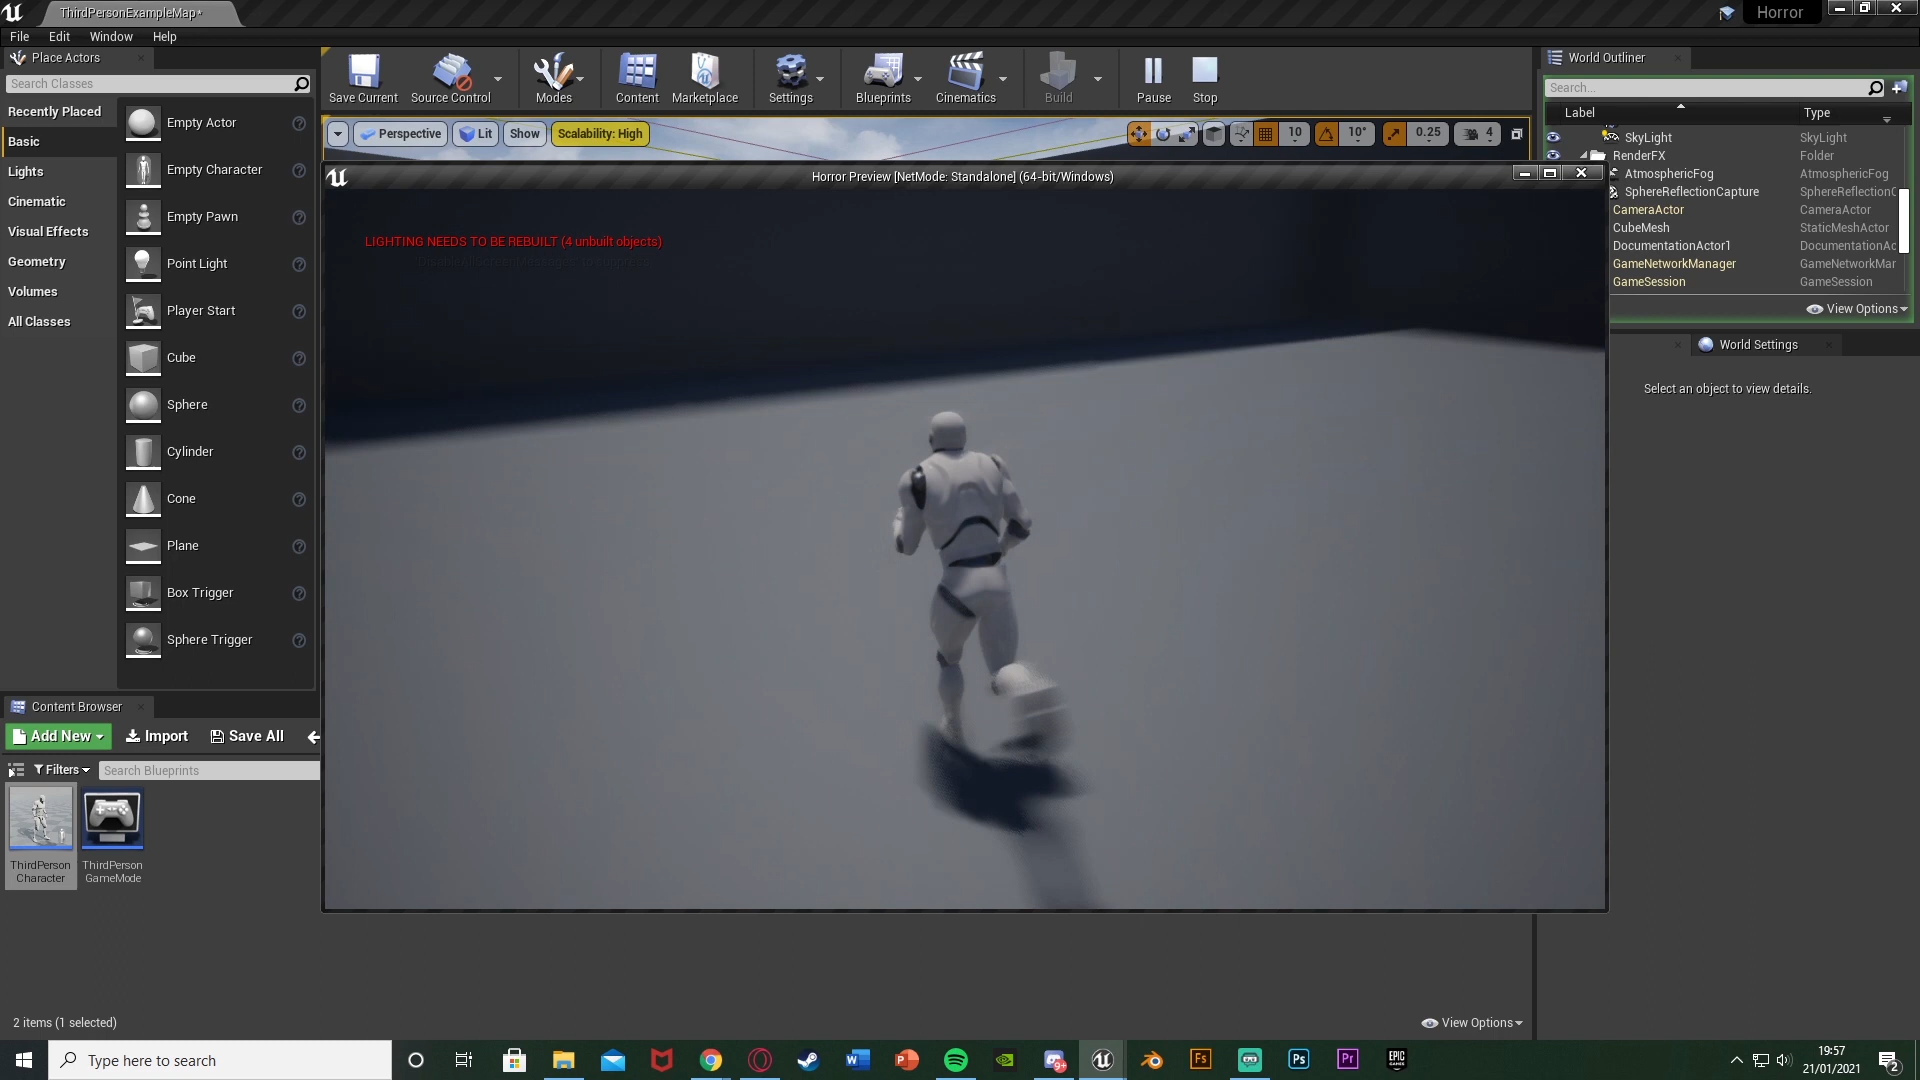 ThirdPersonExampleMap*
Horror
File Edit Window Help
Place Actors
Search Classes
Recently Placed
Basic
Lights
Cinematic
Visual Effects
Geometry
Volumes
All Classes
Empty Actor
Empty Character
Empty Pawn
Point Light
Player Start
Cube
Sphere
Cylinder
Cone
Plane
Box Trigger
Sphere Trigger
Save Current Source Control Modes Content Marketplace Settings Blueprints Cinematics Build Pause Stop
Perspective Lit Show Scalability: High 10 10° 0.25 4
Horror Preview [NetMode: Standalone] (64-bit/Windows)
LIGHTING NEEDS TO BE REBUILT (4 unbuilt objects)
World Outliner
Search...
Label Type
SkyLight SkyLight
RenderFX Folder
AtmosphericFog AtmosphericFog
SphereReflectionCapture SphereReflectionC
CameraActor CameraActor
CubeMesh StaticMeshActor
DocumentationActor1 DocumentationAc
GameNetworkManager GameNetworkMar
GameSession GameSession
View Options
World Settings
Select an object to view details.
Content Browser
Add New Import Save All
Filters Search Blueprints
ThirdPerson
Character
ThirdPerson
GameMode
2 items (1 selected)
View Options
Type here to search
19:57
21/01/2021